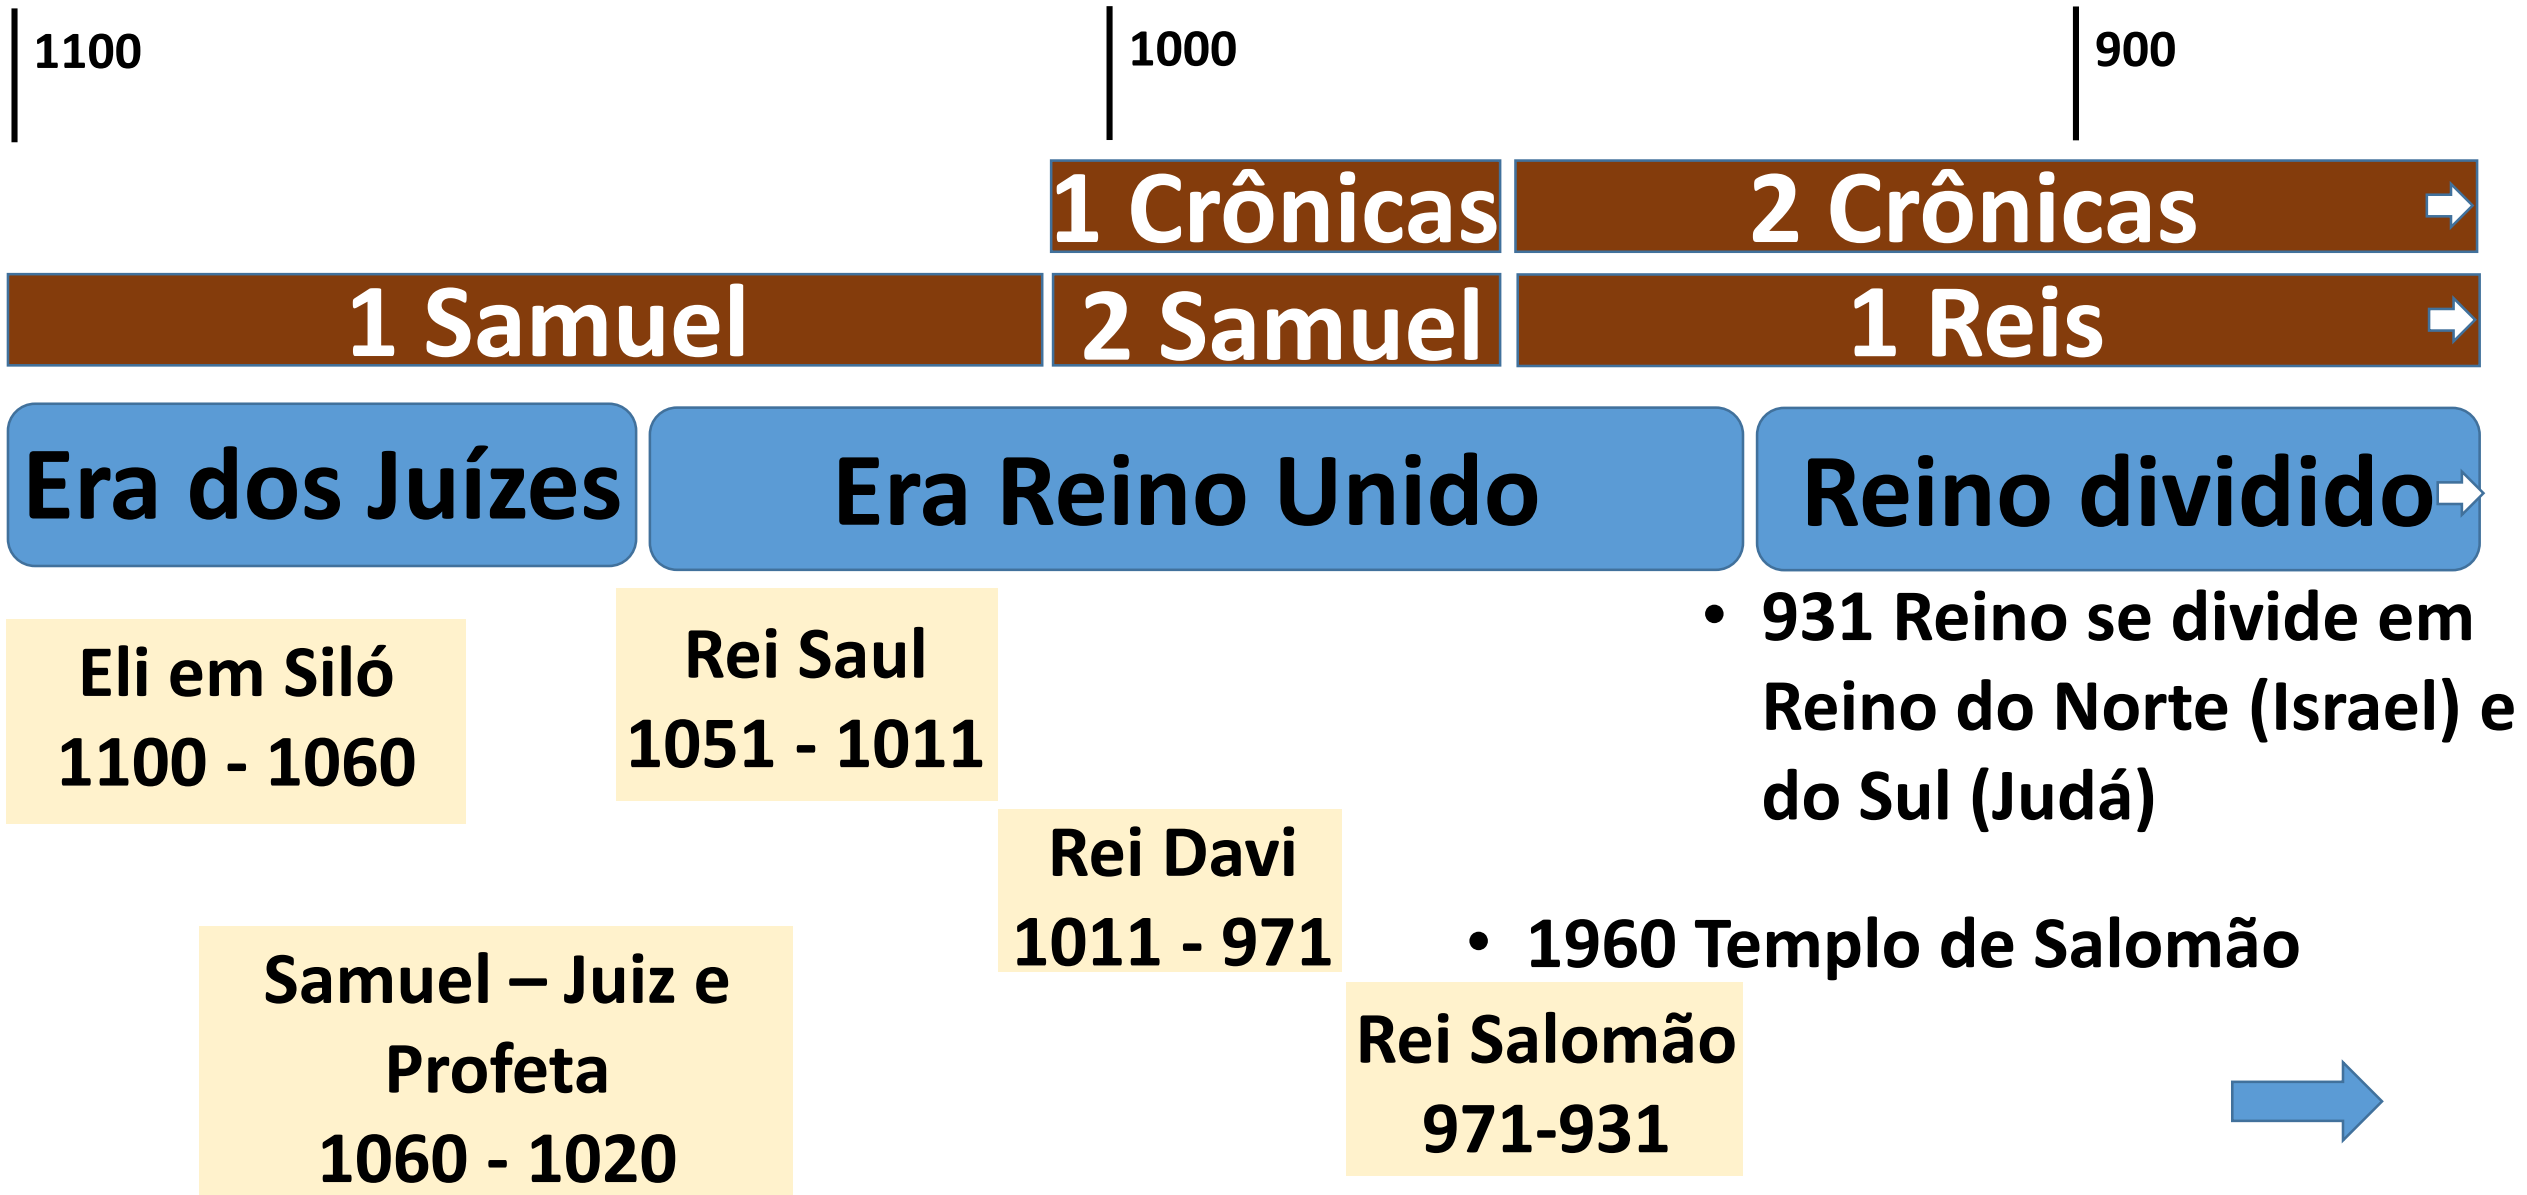 1100
1000
900
1 Crônicas
2 Crônicas
1 Samuel
2 Samuel
1 Reis
Era dos Juízes
Era Reino Unido
Reino dividido
Eli em Siló
1100 - 1060
Rei Saul
1051 - 1011
• 931 Reino se divide em
Reino do Norte (Israel) e
do Sul (Judá)
Rei Davi
1011 - 971
• 1960 Templo de Salomão
Samuel – Juiz e
Profeta
1060 - 1020
Rei Salomão
971-931